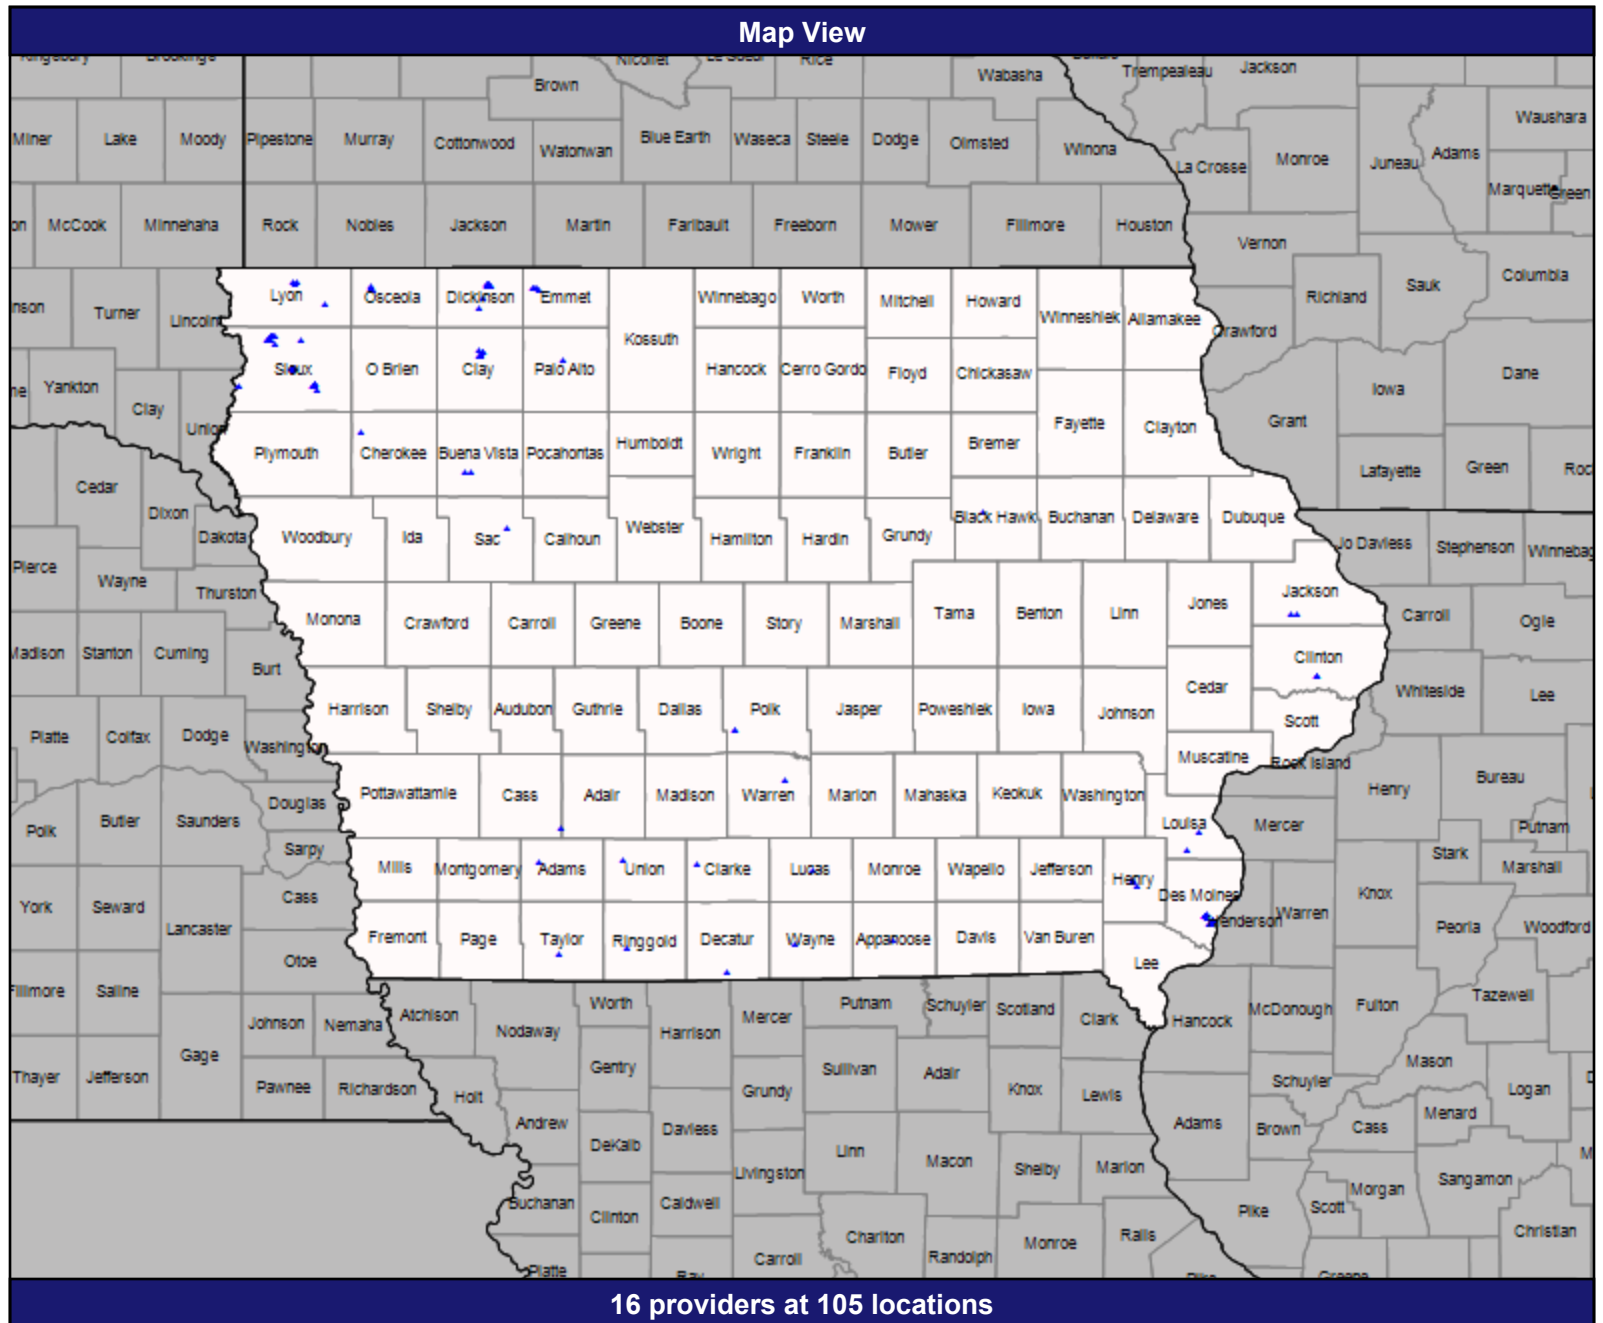 Map View
Nicollet
Rice
Brown
Wabasha
Trempealeau
Jackson
Miner
Lake
Moody
Pipestone
Murray
Cottonwood
Watonwan
Blue Earth
Waseca
Steele
Dodge
Olmsted
Winona
La Crosse
Monroe
Juneau
Adams
Waushara
Marquette
Green
McCook
Minnehaha
Rock
Nobles
Jackson
Martin
Faribault
Freeborn
Mower
Fillmore
Houston
Vernon
Richland
Sauk
Columbia
Turner
Lincoln
Lyon
Osceola
Dickinson
Emmet
Kossuth
Winnebago
Worth
Mitchell
Howard
Winneshiek
Allamakee
Crawford
Yankton
Clay
Union
Sioux
O Brien
Clay
Palo Alto
Hancock
Cerro Gordo
Floyd
Chickasaw
Fayette
Clayton
Grant
Iowa
Dane
Plymouth
Cherokee
Buena Vista
Pocahontas
Humboldt
Wright
Franklin
Butler
Bremer
Lafayette
Green
Roc
Cedar
Dixon
Dakota
Woodbury
Ida
Sac
Calhoun
Webster
Hamilton
Hardin
Grundy
Black Hawk
Buchanan
Delaware
Dubuque
Jo Daviess
Stephenson
Winnebag
Pierce
Wayne
Thurston
Monona
Crawford
Carroll
Greene
Boone
Story
Marshall
Tama
Benton
Linn
Jones
Jackson
Carroll
Ogle
Madison
Stanton
Cuming
Burt
Harrison
Shelby
Audubon
Guthrie
Dallas
Polk
Jasper
Poweshiek
Iowa
Johnson
Cedar
Clinton
Scott
Whiteside
Lee
Platte
Colfax
Dodge
Washington
Muscatine
Rock Island
Henry
Bureau
Polk
Butler
Saunders
Douglas
Sarpy
Pottawattamie
Cass
Adair
Madison
Warren
Marion
Mahaska
Keokuk
Washington
Louisa
Mercer
Putnam
Stark
Marshall
York
Seward
Lancaster
Cass
Otoe
Mills
Montgomery
Adams
Union
Clarke
Lucas
Monroe
Wapello
Jefferson
Henry
Des Moines
Henderson
Warren
Knox
Peoria
Woodford
Fremont
Page
Taylor
Ringgold
Decatur
Wayne
Appanoose
Davis
Van Buren
Lee
Fillmore
Saline
Gage
Johnson
Nemaha
Atchison
Nodaway
Worth
Gentry
Harrison
Mercer
Putnam
Schuyler
Scotland
Clark
Hancock
McDonough
Fulton
Tazewell
Thayer
Jefferson
Pawnee
Richardson
Holt
Andrew
Grundy
Sullivan
Adair
Knox
Lewis
Adams
Schuyler
Mason
Logan
Brown
Cass
Menard
DeKalb
Daviess
Livingston
Linn
Macon
Shelby
Marion
Buchanan
Clinton
Caldwell
Pike
Scott
Morgan
Sangamon
Christian
Platte
Ray
Carroll
Chariton
Randolph
Monroe
Ralls
Greene
16 providers at 105 locations